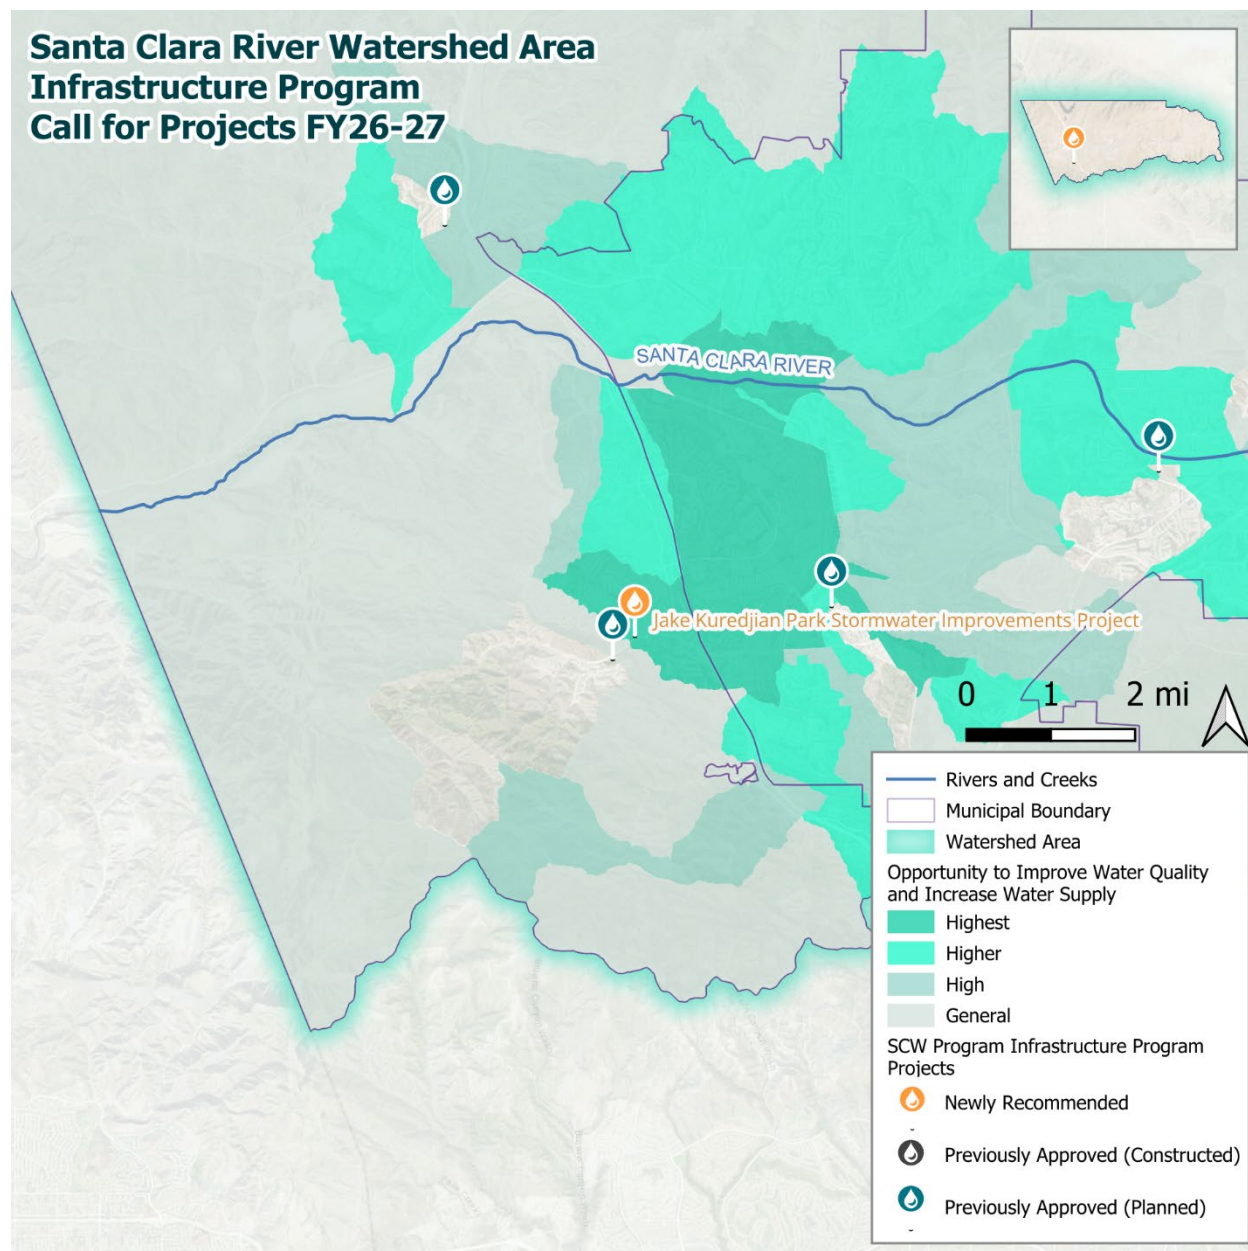 Santa Clara River Watershed Area
Infrastructure Program
Call for Projects FY26-27
SANTA CLARA RIVER
Jake Kuredjian Park Stormwater Improvements Project
0 1 2 mi
Rivers and Creeks
Municipal Boundary
Watershed Area
Opportunity to Improve Water Quality
and Increase Water Supply
Highest
Higher
High
General
SCW Program Infrastructure Program
Projects
Newly Recommended
Previously Approved (Constructed)
Previously Approved (Planned)